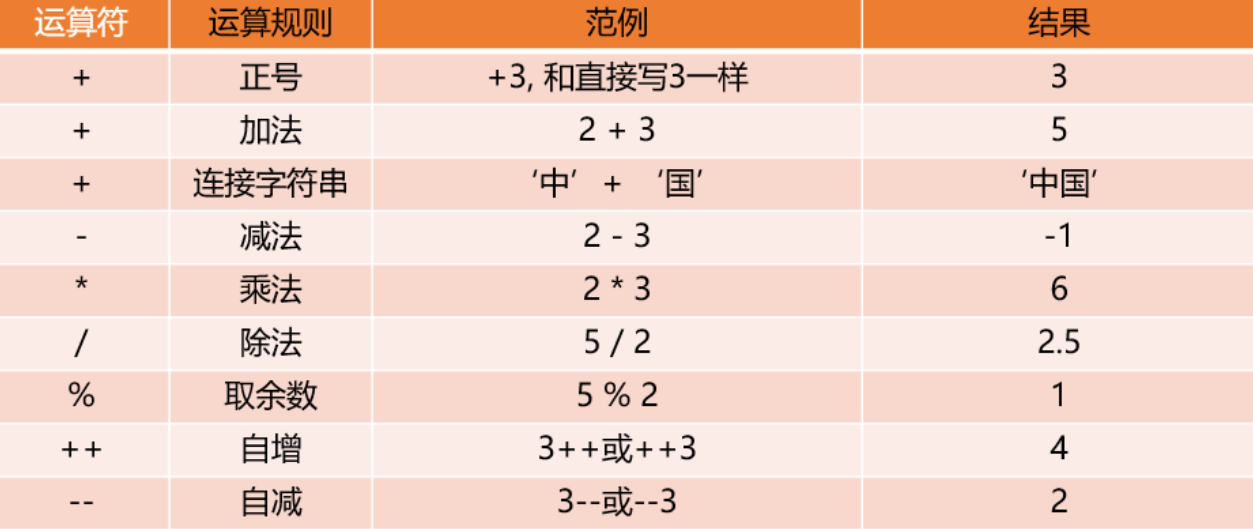 运算符 运算规则 范例 结果
+ 正号 +3, 和直接写3一样 3
+ 加法 2 + 3 5
+ 连接字符串 ‘中’ + ‘国’ ‘中国’
- 减法 2 - 3 -1
* 乘法 2 * 3 6
/ 除法 5 / 2 2.5
% 取余数 5 % 2 1
++ 自增 3++或++3 4
-- 自减 3--或--3 2